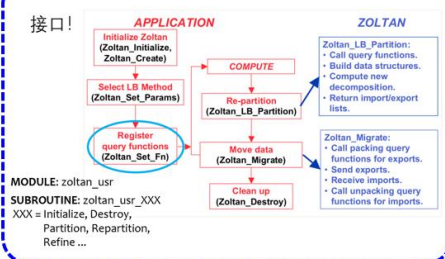 接口!
APPLICATION
ZOLTAN
Initialize Zoltan
(Zoltan_Initialize,
Zoltan_Create)
Select LB Method
(Zoltan_Set_Params)
Register
query functions
(Zoltan_Set_Fn)
COMPUTE
Re-partition
(Zoltan_LB_Partition)
Move data
(Zoltan_Migrate)
Clean up
(Zoltan_Destroy)
Zoltan_LB_Partition:
• Call query functions.
• Build data structures.
• Compute new
decomposition.
• Return import/export
lists.
Zoltan_Migrate:
• Call packing query
functions for exports.
• Send exports.
• Receive imports.
• Call unpacking query
functions for imports.
MODULE: zoltan_usr
SUBROUTINE: zoltan_usr_XXX
XXX = Initialize, Destroy,
Partition, Repartition,
Refine ...